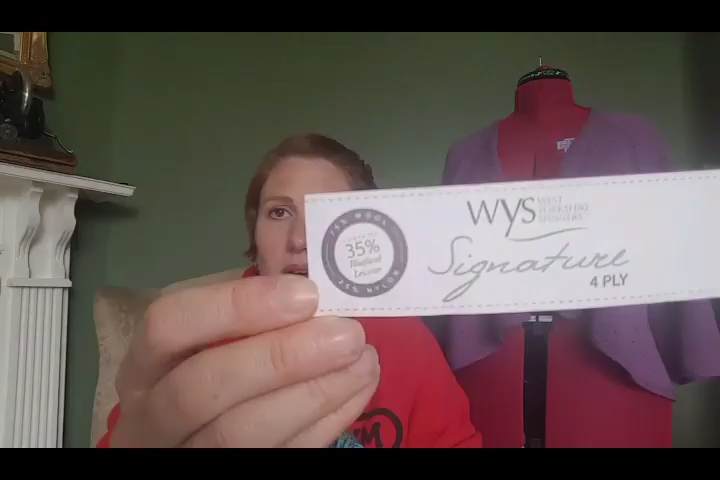 75% WOOL
35%
Bluefaced
Leicester
25% NYLON
WYS
WEST
YORKSHIRE
SPINNERS
Signature
4 PLY